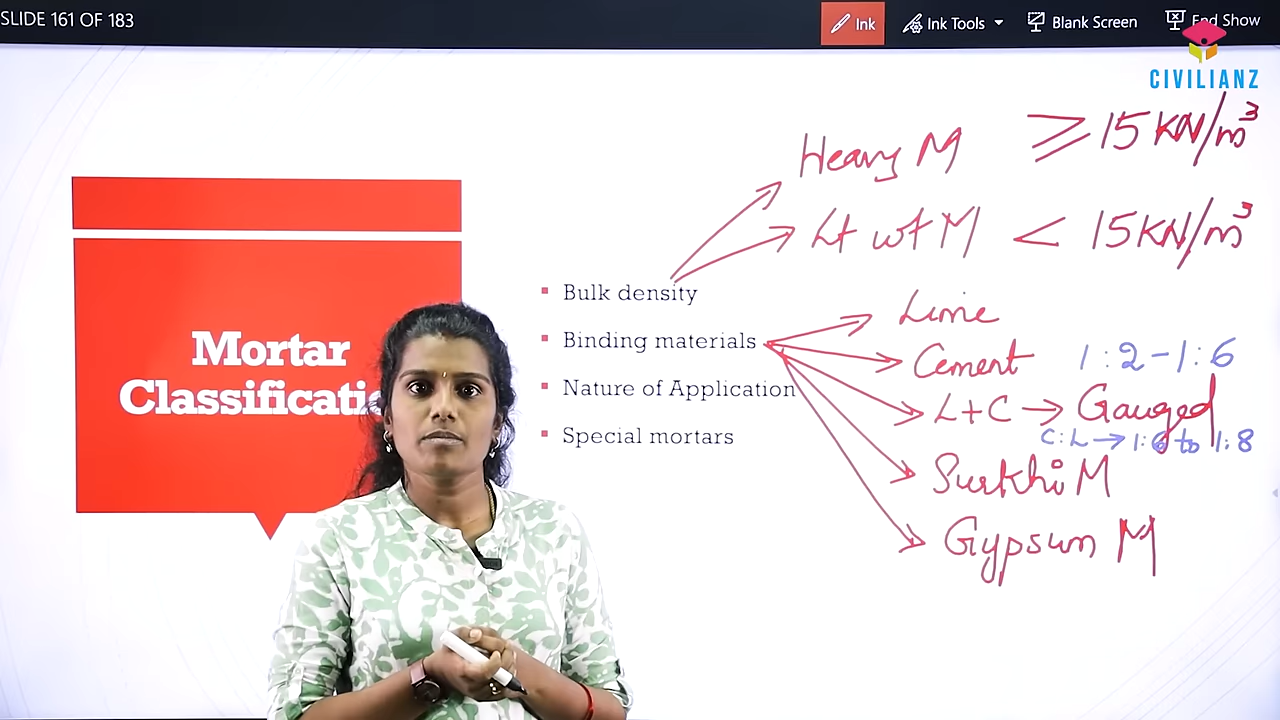 SLIDE 161 OF 183
Ink
Ink Tools
Blank Screen
End Show
CIVILIANZ
Heavy M ≥ 15 KN/m³
Lt wt M < 15 KN/m³
Mortar
Classificatio
Bulk density
Binding materials
Nature of Application
Special mortars
Lime
Cement 1:2-1:6
L+C → Gauged
C:L → 1:6 to 1:8
Surkhi M
Gypsum M